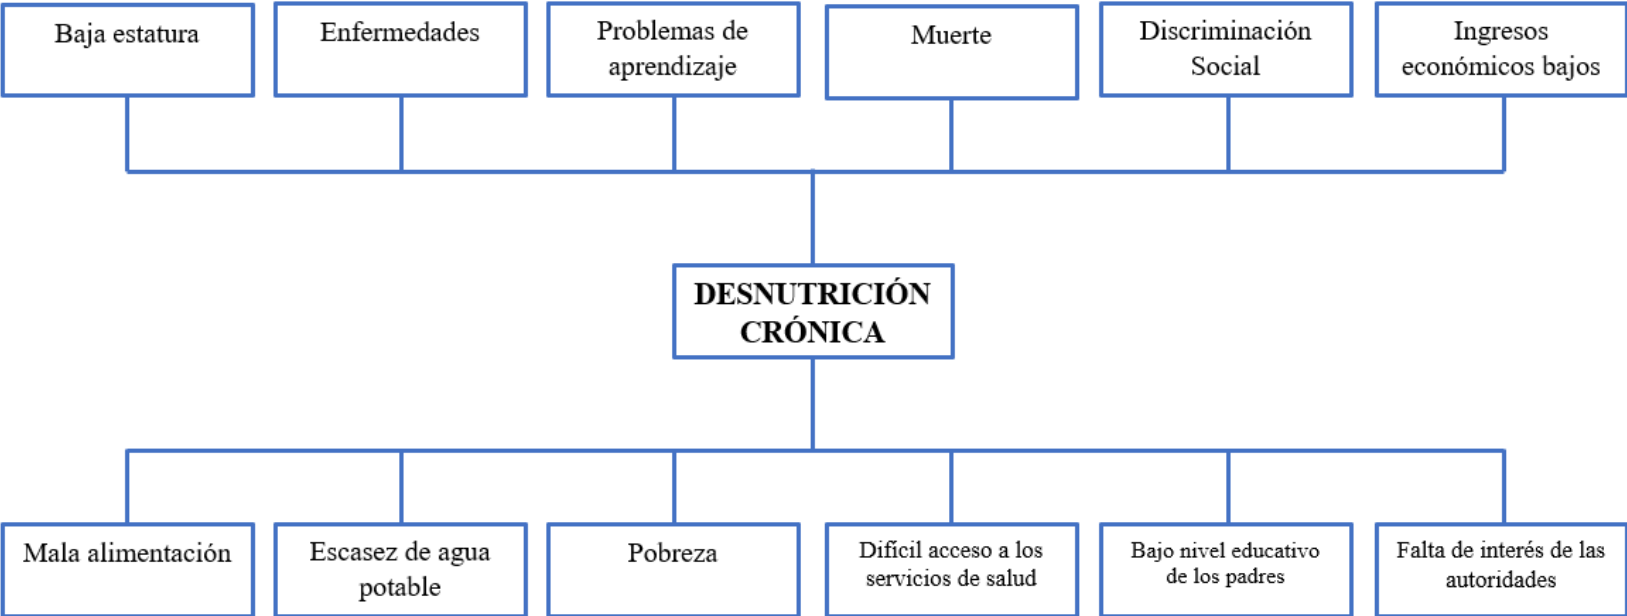 Baja estatura
Enfermedades
Problemas de
aprendizaje
Muerte
Discriminación
Social
Ingresos
económicos bajos
DESNUTRICIÓN
CRÓNICA
Mala alimentación
Escasez de agua
potable
Pobreza
Difícil acceso a los
servicios de salud
Bajo nivel educativo
de los padres
Falta de interés de las
autoridades